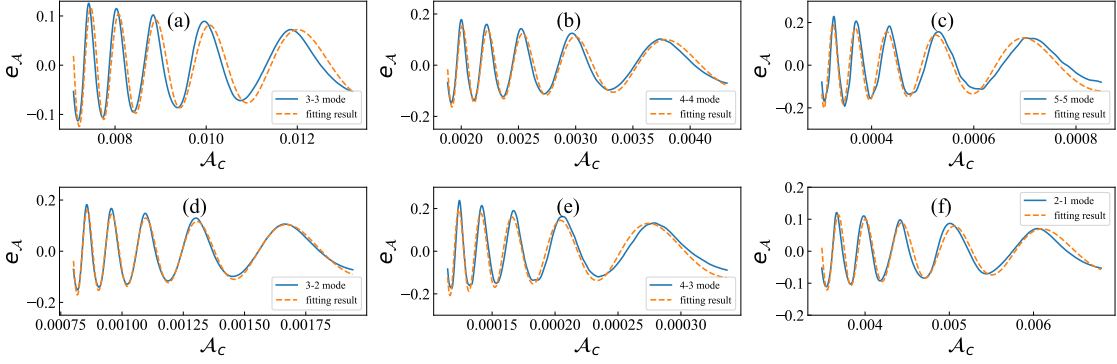 (a)
0.1
0.0
−0.1
e𝒜
3-3 mode
fitting result
0.008 0.010 0.012
𝒜c
(b)
0.2
0.0
−0.2
e𝒜
4-4 mode
fitting result
0.0020 0.0025 0.0030 0.0035 0.0040
𝒜c
(c)
0.2
0.0
−0.2
e𝒜
5-5 mode
fitting result
0.0004 0.0006 0.0008
𝒜c
(d)
0.2
0.0
−0.2
e𝒜
3-2 mode
fitting result
0.00075 0.00100 0.00125 0.00150 0.00175
𝒜c
(e)
0.2
0.0
−0.2
e𝒜
4-3 mode
fitting result
0.00015 0.00020 0.00025 0.00030
𝒜c
(f)
0.2
0.1
0.0
−0.1
−0.2
e𝒜
2-1 mode
fitting result
0.004 0.005 0.006
𝒜c